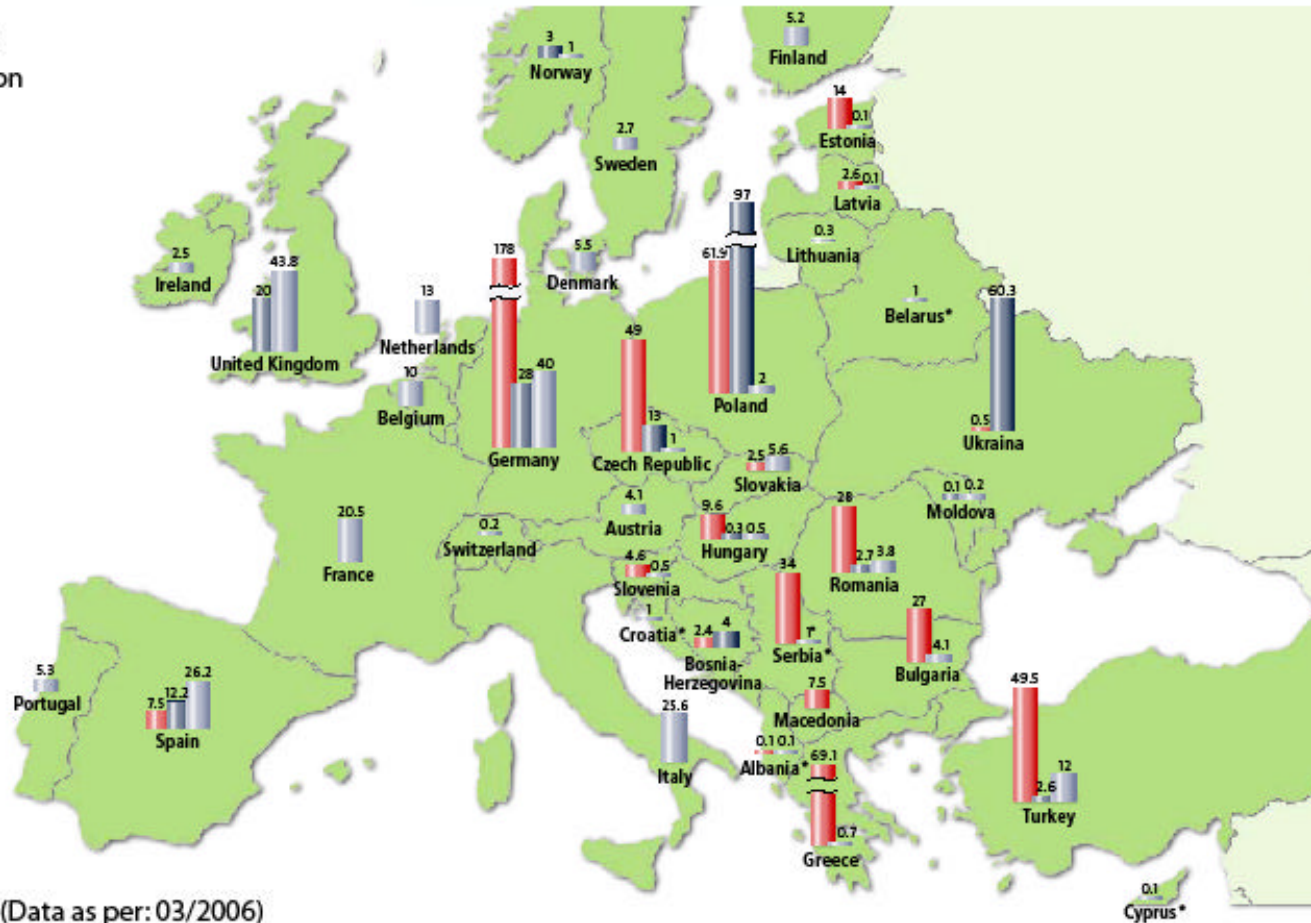 on
5.2
Finland
3 1
Norway
2.7
Sweden
14 0.1
Estonia
2.6 0.1
Latvia
0.3
Lithuania
1
Belarus*
2.5
Ireland
20 43.8
United Kingdom
13
Netherlands
10
Belgium
5.5
Denmark
178 28 40
Germany
61.9 97 2
Poland
49 13 1
Czech Republic
0.5 60.3
Ukraina
2.5 5.6
Slovakia
4.1
Austria
0.2
Switzerland
20.5
France
9.6 0.3 0.5
Hungary
0.1 0.2
Moldova
28 2.7 3.8
Romania
4.6 0.5
Slovenia
1
Croatia*
2.4 4
Bosnia-
Herzegovina
34 1
Serbia*
27 4.1
Bulgaria
7.5
Macedonia
5.3
Portugal
7.5 12.2 26.2
Spain
25.6
Italy
0.1 0.1
Albania*
69.1 0.7
Greece
49.5 2.6 12
Turkey
0.1
Cyprus*
(Data as per: 03/2006)